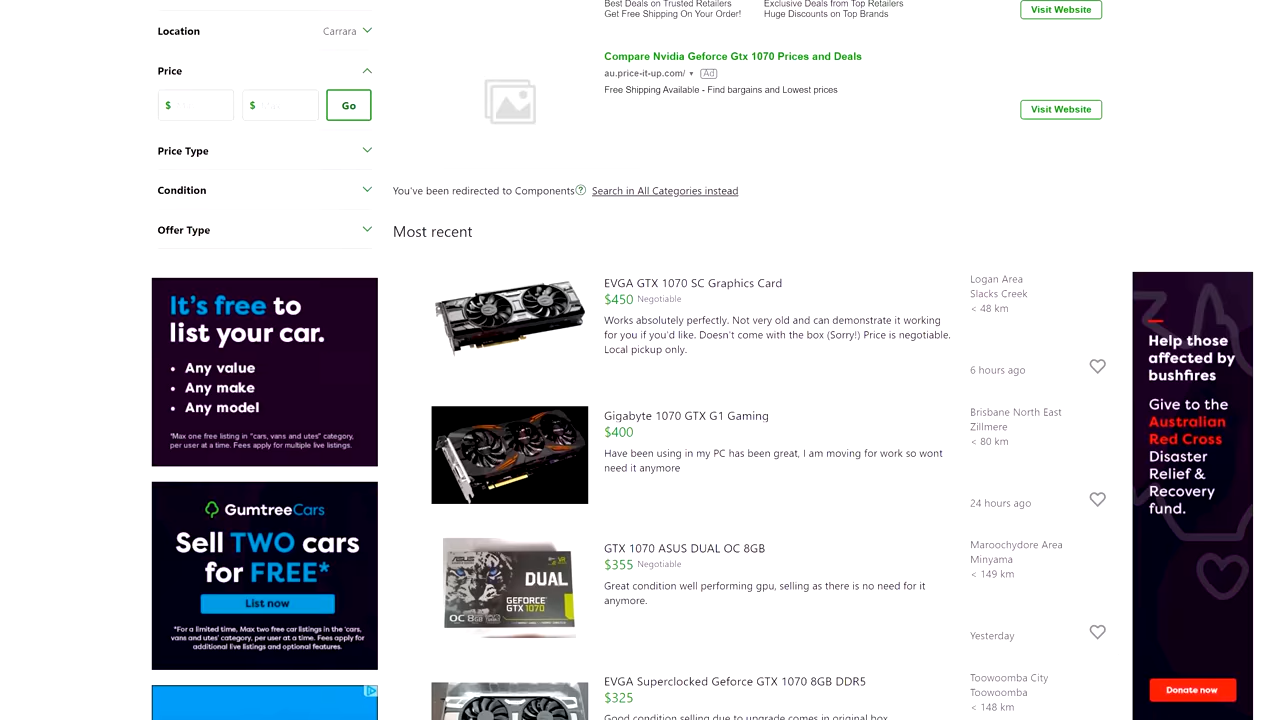 Best Deals on Trusted Retailers
Get Free Shipping On Your Order!
Exclusive Deals from Top Retailers
Huge Discounts on Top Brands
Visit Website
Location
Carrara
Compare Nvidia Geforce Gtx 1070 Prices and Deals
au.price-it-up.com/ ▾ Ad
Free Shipping Available - Find bargains and Lowest prices
Visit Website
Price
$
$
Go
Price Type
Condition
Offer Type
You've been redirected to Components? Search in All Categories instead
Most recent
EVGA GTX 1070 SC Graphics Card
$450 Negotiable
Works absolutely perfectly. Not very old and can demonstrate it working
for you if you'd like. Doesn't come with the box (Sorry!) Price is negotiable.
Local pickup only.
Logan Area
Slacks Creek
< 48 km
6 hours ago
Gigabyte 1070 GTX G1 Gaming
$400
Have been using in my PC has been great, I am moving for work so wont
need it anymore
Brisbane North East
Zillmere
< 80 km
24 hours ago
ASUS
DUAL
GEFORCE
GTX 1070
OC 8GB
GTX 1070 ASUS DUAL OC 8GB
$355 Negotiable
Great condition well performing gpu, selling as there is no need for it
anymore.
Maroochydore Area
Minyama
< 149 km
Yesterday
EVGA Superclocked Geforce GTX 1070 8GB DDR5
$325
Good condition selling due to upgrade comes in original box
Toowoomba City
Toowoomba
< 148 km
It's free to
list your car.
• Any value
• Any make
• Any model
*Max one free listing in "cars, vans and utes" category,
per user at a time. Fees apply for multiple live listings.
GumtreeCars
Sell TWO cars
for FREE*
List now
*For a limited time, Max two free car listings in the 'cars,
vans and utes' category, per user at a time. Fees apply for
additional live listings and optional features.
Help those
affected by
bushfires
Give to the
Australian
Red Cross
Disaster
Relief &
Recovery
fund.
Donate now